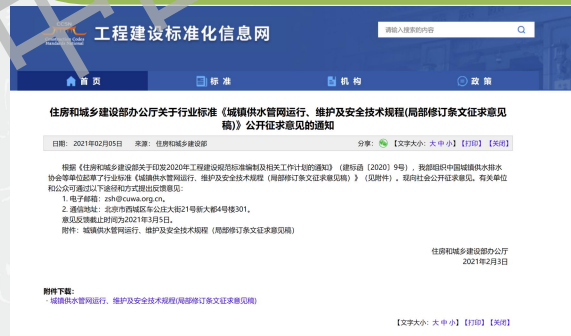 工程建设标准化信息网
请输入搜索的内容
首 页
标 准
机 构
政 策
住房和城乡建设部办公厅关于行业标准《城镇供水管网运行、维护及安全技术规程(局部修订条文征求意见
稿)》公开征求意见的通知
日期: 2021年02月05日 来源: 住房和城乡建设部 分享: 【文字大小: 大 中 小】【打印】【关闭】
根据《住房和城乡建设部关于印发2020年工程建设规范标准编制及相关工作计划的通知》（建标函〔2020〕9号），我部组织中国城镇供水排水
协会等单位起草了行业标准《城镇供水管网运行、维护及安全技术规程（局部修订条文征求意见稿）》（见附件）。现向社会公开征求意见。有关单位
和公众可通过以下途径和方式提出反馈意见:
1. 电子邮箱: zsh@cuwa.org.cn。
2. 通信地址: 北京市西城区车公庄大街21号新大都4号楼301。
意见反馈截止时间为2021年3月5日。
附件: 城镇供水管网运行、维护及安全技术规程（局部修订条文征求意见稿）
住房和城乡建设部办公厅
2021年2月3日
附件下载:
· 城镇供水管网运行、维护及安全技术规程(局部修订条文征求意见稿)
【文字大小: 大 中 小】【打印】【关闭】